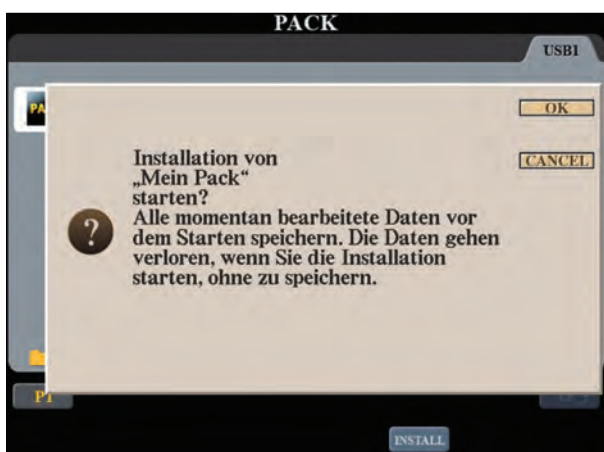 PACK
USB1
PA
OK
Installation von
CANCEL
„Mein Pack“
starten?
Alle momentan bearbeitete Daten vor
dem Starten speichern. Die Daten gehen
verloren, wenn Sie die Installation
starten, ohne zu speichern.
?
P1
INSTALL